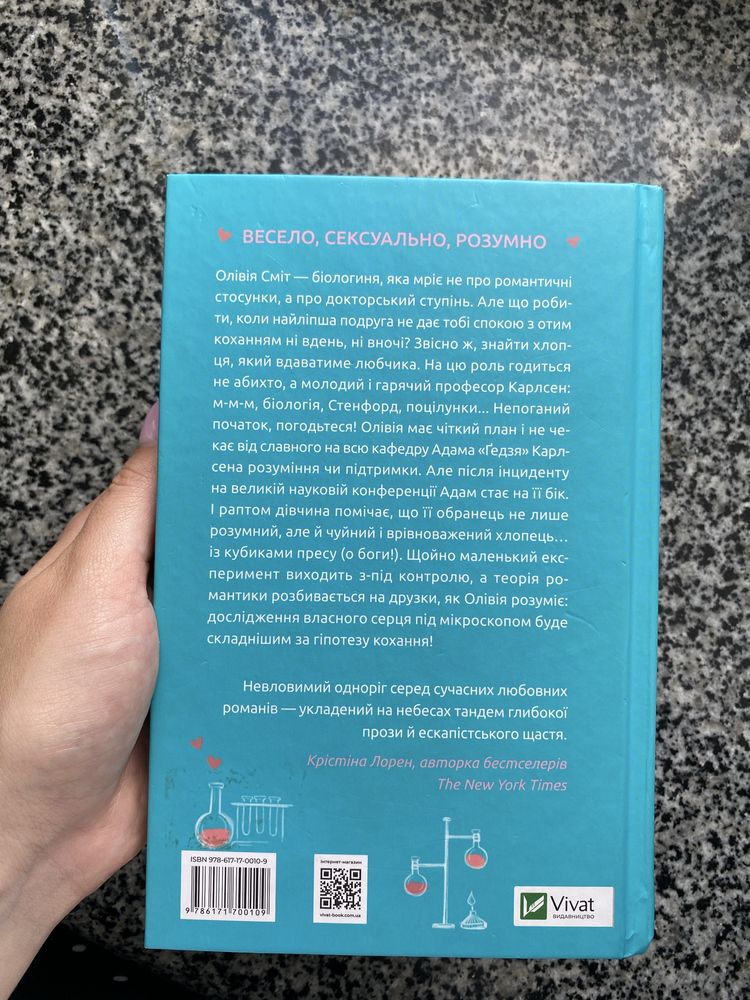 ВЕСЕЛО, СЕКСУАЛЬНО, РОЗУМНО
Олівія Сміт — біологиня, яка мріє не про романтичні
стосунки, а про докторський ступінь. Але що роби-
ти, коли найліпша подруга не дає тобі спокою з отим
коханням ні вдень, ні вночі? Звісно ж, знайти хлоп-
ця, який вдаватиме любчика. На цю роль годиться
не абихто, а молодий і гарячий професор Карлсен:
м-м-м, біологія, Стенфорд, поцілунки... Непоганий
початок, погодьтеся! Олівія має чіткий план і не че-
кає від славного на всю кафедру Адама «Ґедзя» Карл-
сена розуміння чи підтримки. Але після інциденту
на великій науковій конференції Адам стає на її бік.
І раптом дівчина помічає, що її обранець не лише
розумний, але й чуйний і врівноважений хлопець...
із кубиками пресу (о боги!). Щойно маленький екс-
перимент виходить з-під контролю, а теорія ро-
мантики розбивається на друзки, як Олівія розуміє:
дослідження власного серця під мікроскопом буде
складнішим за гіпотезу кохання!
Невловимий одноріг серед сучасних любовних
романів — укладений на небесах тандем глибокої
прози й ескапістського щастя.
Крістіна Лорен, авторка бестселерів
The New York Times
ISBN 978-617-17-0010-9
9 786171 700109
інтернет-магазин
vivat-book.com.ua
Vivat
ВИДАВНИЦТВО